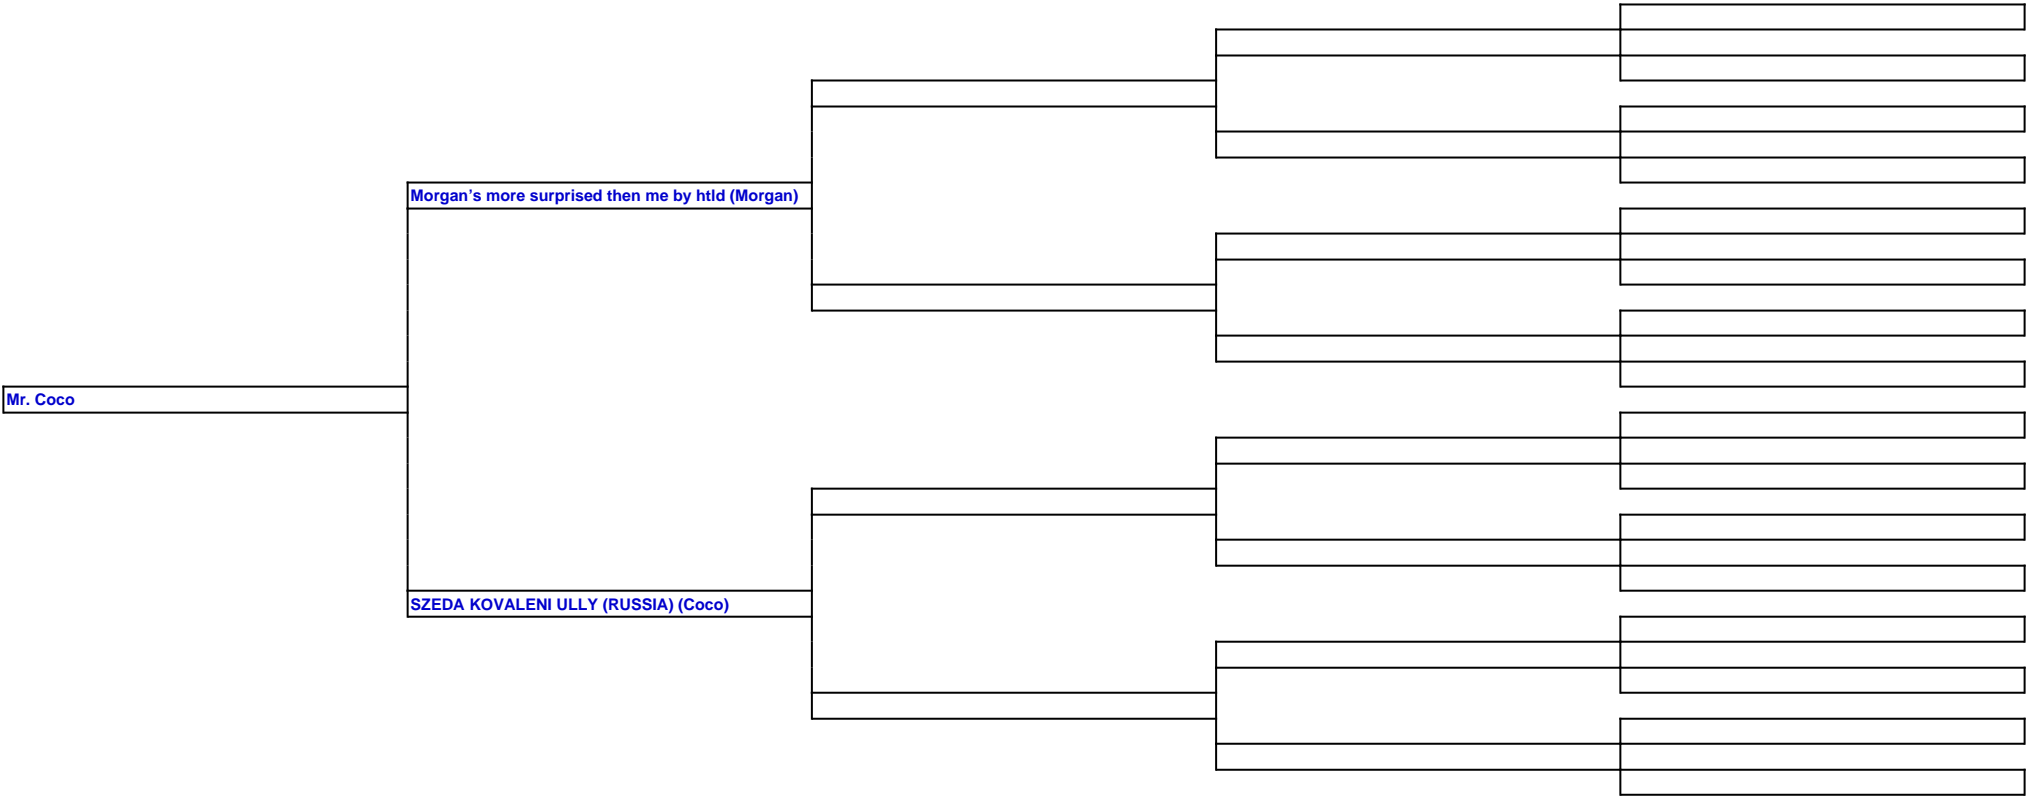 Morgan’s more surprised then me by htld (Morgan)
Mr. Coco
SZEDA KOVALENI ULLY (RUSSIA) (Coco)